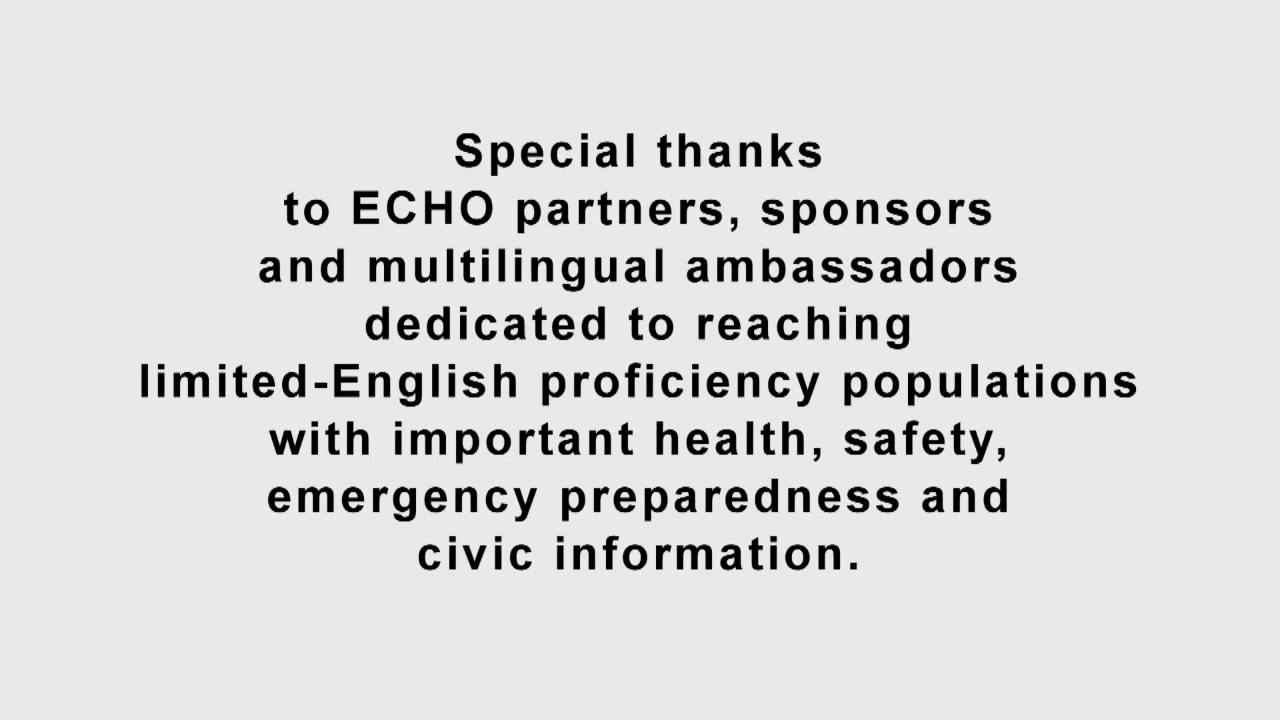 Special thanks
to ECHO partners, sponsors
and multilingual ambassadors
dedicated to reaching
limited-English proficiency populations
with important health, safety,
emergency preparedness and
civic information.